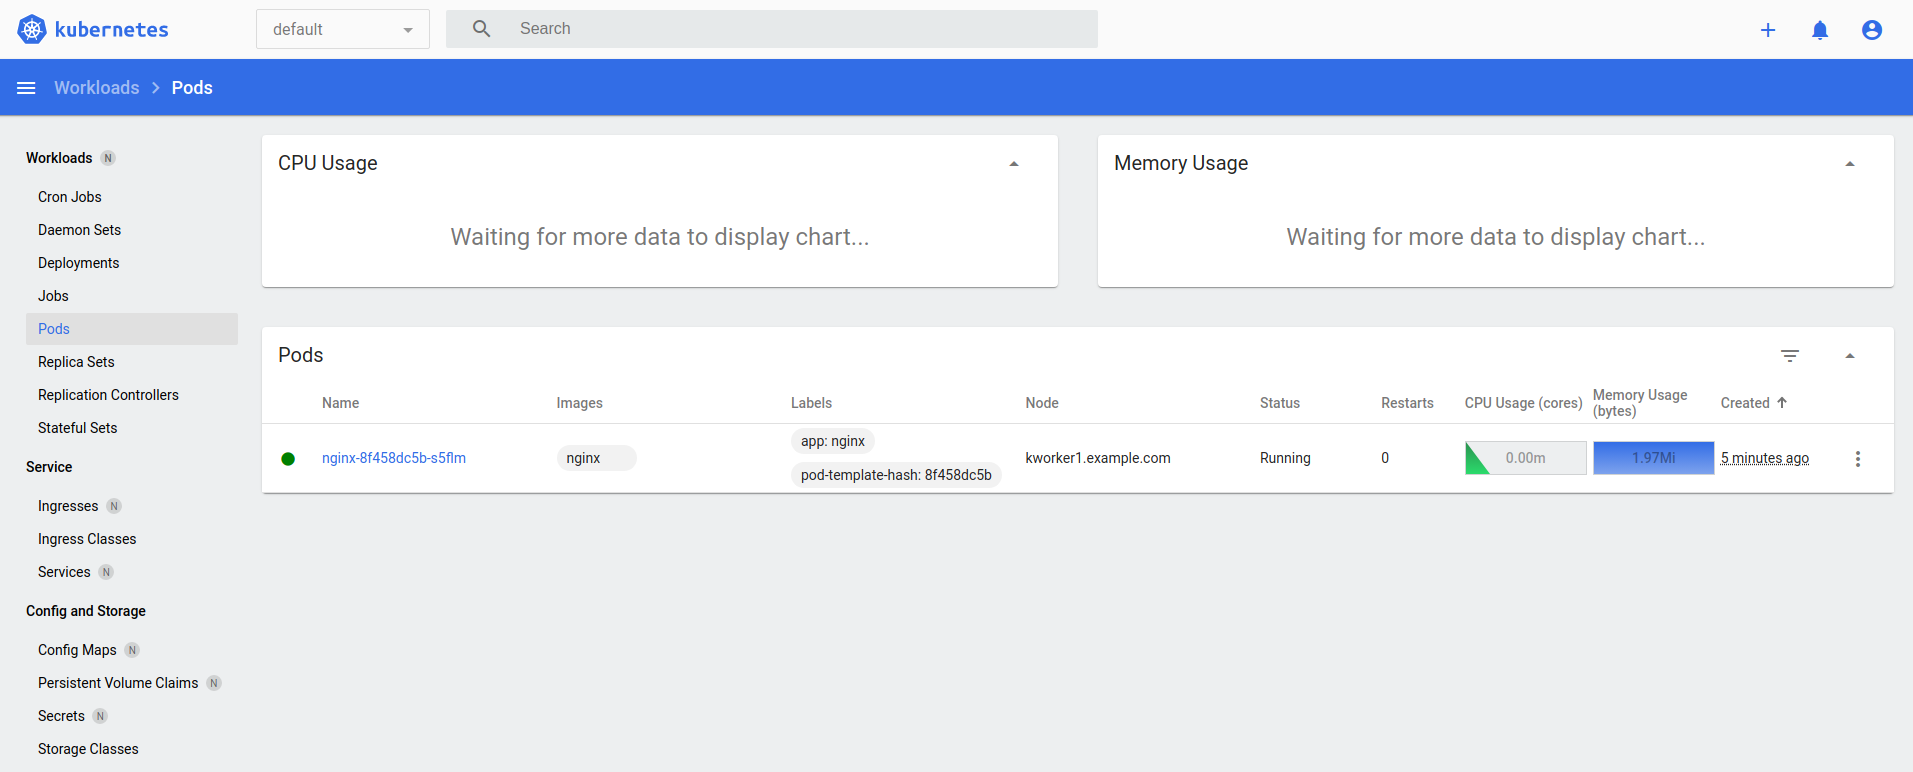 kubernetes
default
Search
Workloads
Pods
Workloads N
Cron Jobs
Daemon Sets
Deployments
Jobs
Pods
Replica Sets
Replication Controllers
Stateful Sets
Service
Ingresses N
Ingress Classes
Services N
Config and Storage
Config Maps N
Persistent Volume Claims N
Secrets N
Storage Classes
CPU Usage
Waiting for more data to display chart...
Memory Usage
Waiting for more data to display chart...
Pods
Name
Images
Labels
Node
Status
Restarts
CPU Usage (cores)
Memory Usage
(bytes)
Created
nginx-8f458dc5b-s5flm
nginx
app: nginx
pod-template-hash: 8f458dc5b
kworker1.example.com
Running
0
0.00m
1.97Mi
5 minutes ago